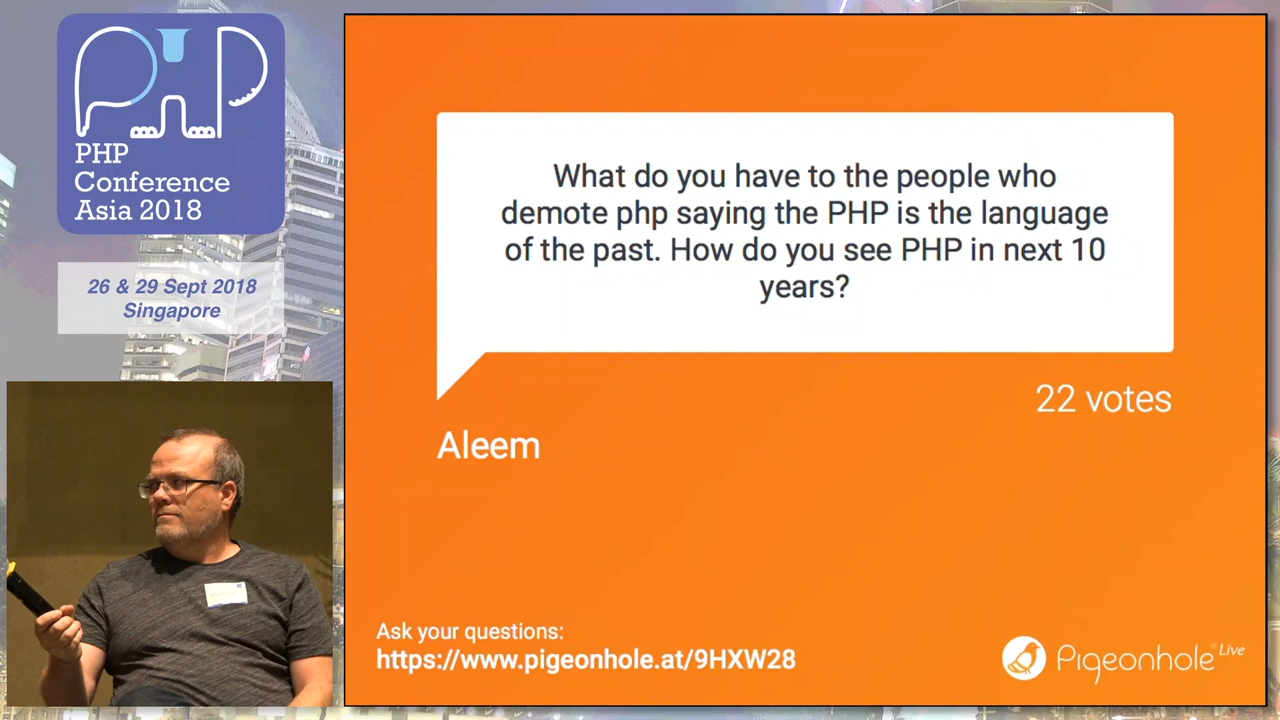 PHP
PHP
Conference
Asia 2018
26 & 29 Sept 2018
Singapore
What do you have to the people who
demote php saying the PHP is the language
of the past. How do you see PHP in next 10
years?
22 votes
Aleem
Ask your questions:
https://www.pigeonhole.at/9HXW28
Pigeonhole Live